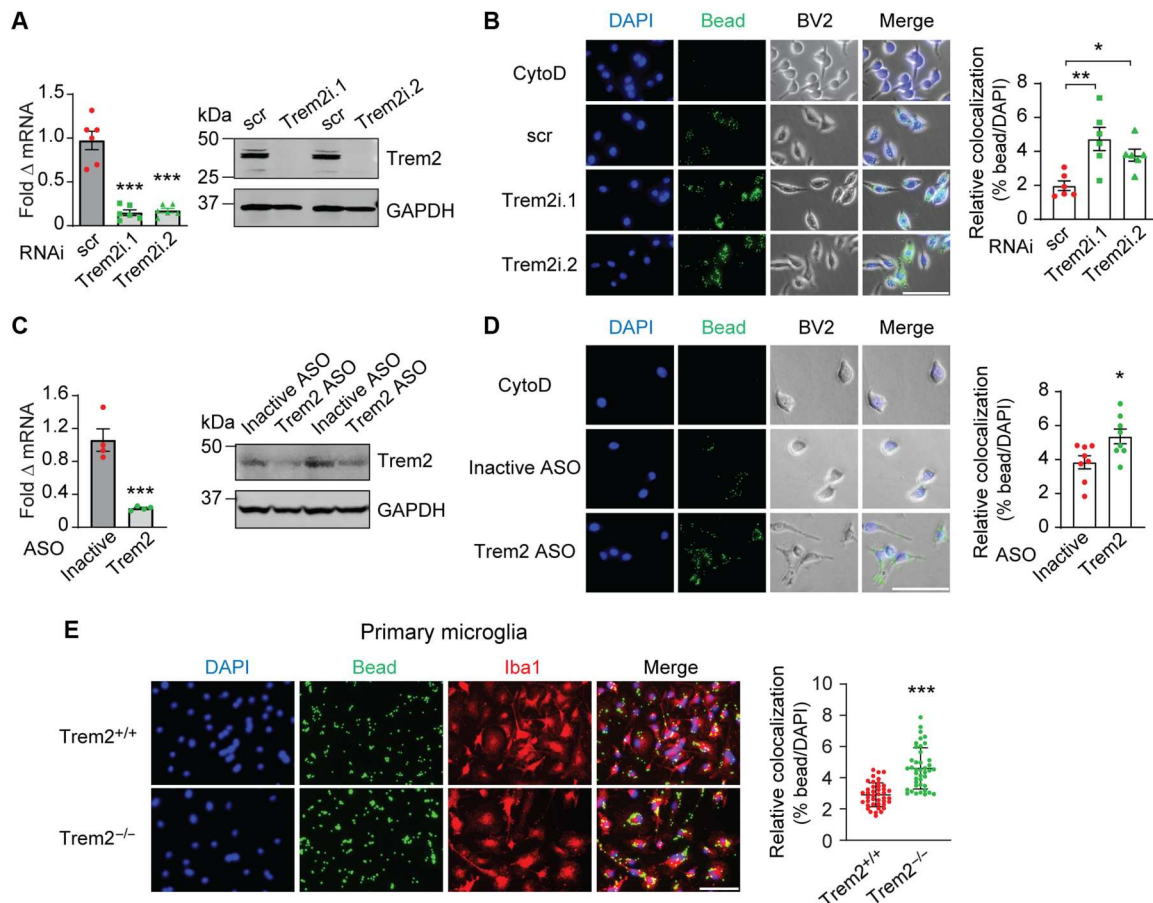 A
Fold Δ mRNA
1.5
1.0
0.5
0
***
***
RNAi
scr
Trem2i.1
Trem2i.2
kDa
scr
Trem2i.1
scr
Trem2i.2
50
25
37
Trem2
GAPDH
B
DAPI
Bead
BV2
Merge
CytoD
scr
Trem2i.1
Trem2i.2
Relative colocalization
(% bead/DAPI)
8
6
4
2
0
*
**
RNAi
scr
Trem2i.1
Trem2i.2
C
Fold Δ mRNA
1.6
1.2
0.8
0.4
0
***
ASO
Inactive
Trem2
kDa
Inactive ASO
Trem2 ASO
Inactive ASO
Trem2 ASO
50
37
Trem2
GAPDH
D
DAPI
Bead
BV2
Merge
CytoD
Inactive ASO
Trem2 ASO
Relative colocalization
(% bead/DAPI)
8
6
4
2
0
*
ASO
Inactive
Trem2
E
Primary microglia
DAPI
Bead
Iba1
Merge
Trem2+/+
Trem2−/−
Relative colocalization
(% bead/DAPI)
10
8
6
4
2
0
***
Trem2+/+
Trem2−/−